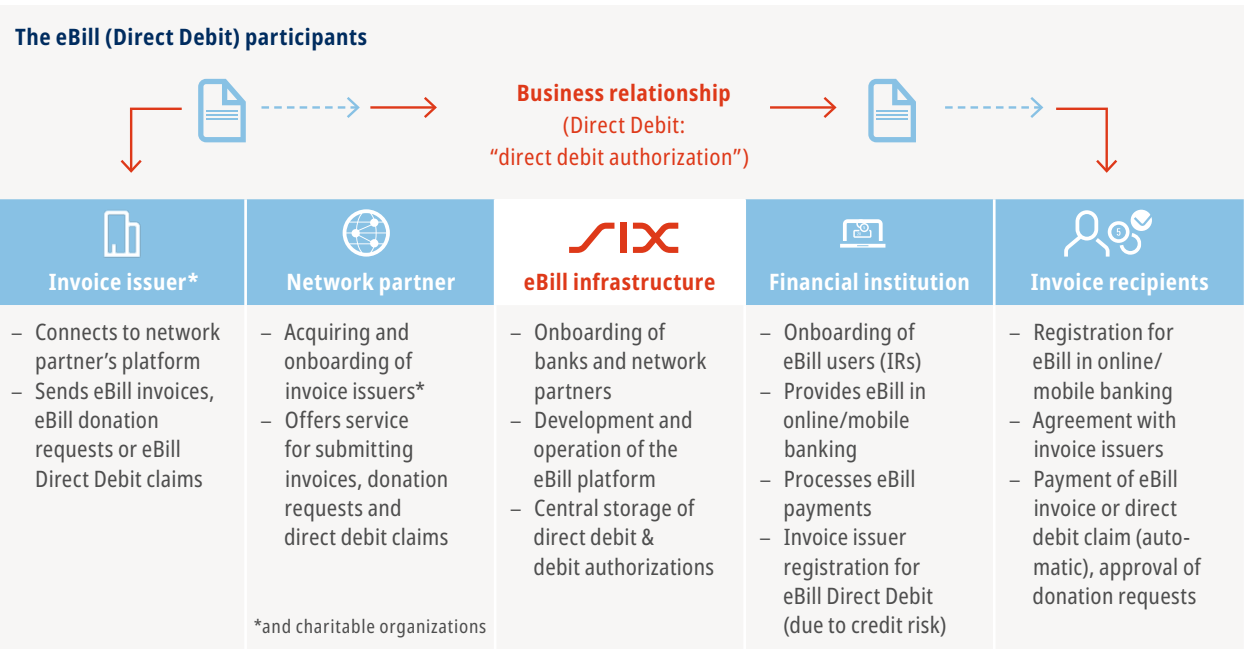 The eBill (Direct Debit) participants
Business relationship
(Direct Debit:
“direct debit authorization”)
Invoice issuer*
– Connects to network
partner’s platform
– Sends eBill invoices,
eBill donation
requests or eBill
Direct Debit claims
Network partner
– Acquiring and
onboarding of
invoice issuers*
– Offers service
for submitting
invoices, donation
requests and
direct debit claims
*and charitable organizations
SIX
eBill infrastructure
– Onboarding of
banks and network
partners
– Development and
operation of the
eBill platform
– Central storage of
direct debit &
debit authorizations
Financial institution
– Onboarding of
eBill users (IRs)
– Provides eBill in
online/mobile
banking
– Processes eBill
payments
– Invoice issuer
registration for
eBill Direct Debit
(due to credit risk)
5
Invoice recipients
– Registration for
eBill in online/
mobile banking
– Agreement with
invoice issuers
– Payment of eBill
invoice or direct
debit claim (auto-
matic), approval of
donation requests